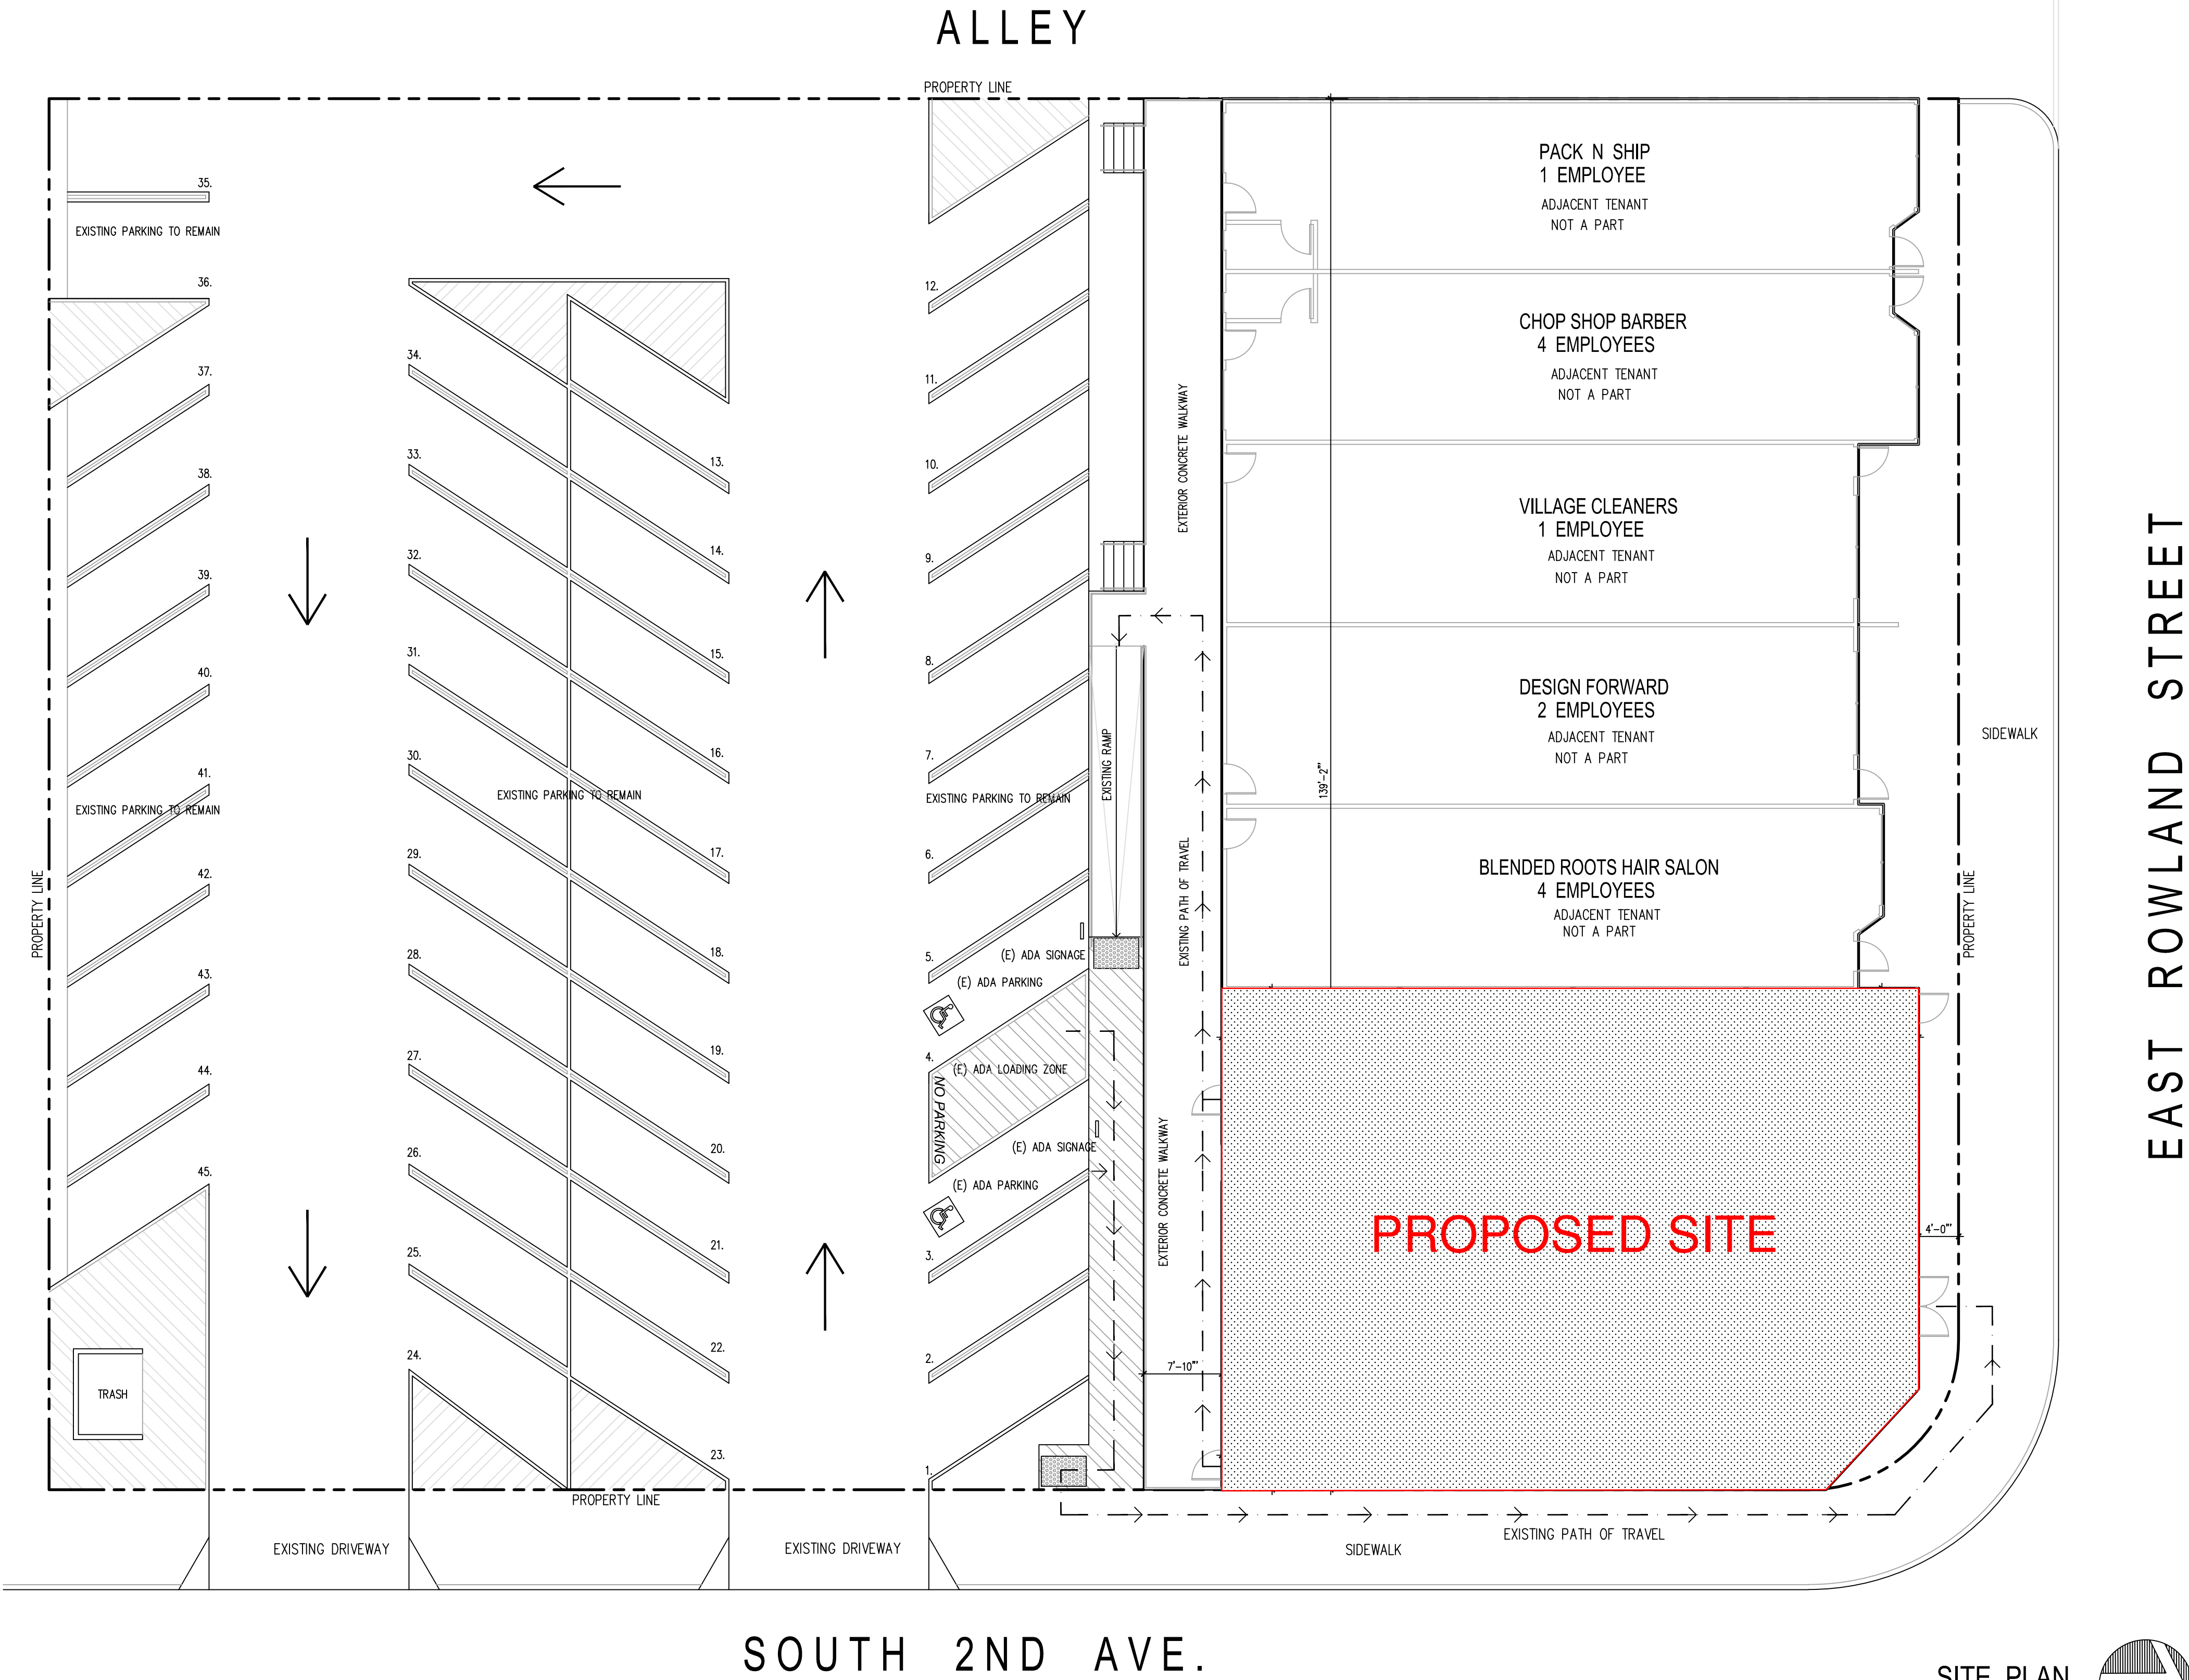 ALLEY
PROPERTY LINE
35.
EXISTING PARKING TO REMAIN
36.
37.
38.
39.
40.
41.
EXISTING PARKING TO REMAIN
42.
43.
44.
45.
TRASH
PROPERTY LINE
34.
33.
32.
31.
30.
EXISTING PARKING TO REMAIN
29.
28.
27.
26.
25.
24.
13.
14.
15.
16.
17.
18.
19.
20.
21.
22.
23.
12.
11.
10.
9.
8.
7.
EXISTING PARKING TO REMAIN
6.
5.
(E) ADA SIGNAGE
(E) ADA PARKING
4.
(E) ADA LOADING ZONE
NO PARKING
(E) ADA SIGNAGE
(E) ADA PARKING
3.
2.
1.
EXISTING RAMP
EXTERIOR CONCRETE WALKWAY
EXISTING PATH OF TRAVEL
EXTERIOR CONCRETE WALKWAY
7'-10"'
139'-2"'
PACK N SHIP
1 EMPLOYEE
ADJACENT TENANT
NOT A PART
CHOP SHOP BARBER
4 EMPLOYEES
ADJACENT TENANT
NOT A PART
VILLAGE CLEANERS
1 EMPLOYEE
ADJACENT TENANT
NOT A PART
DESIGN FORWARD
2 EMPLOYEES
ADJACENT TENANT
NOT A PART
BLENDED ROOTS HAIR SALON
4 EMPLOYEES
ADJACENT TENANT
NOT A PART
PROPOSED SITE
4'-0"'
PROPERTY LINE
SIDEWALK
EAST ROWLAND STREET
PROPERTY LINE
EXISTING DRIVEWAY
EXISTING DRIVEWAY
SIDEWALK
EXISTING PATH OF TRAVEL
SOUTH 2ND AVE.
SITE PLAN